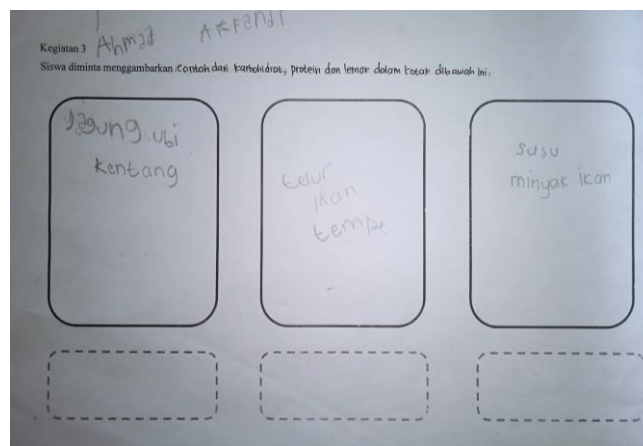 Ahmad Arfandi
Kegiatan 3
Siswa diminta menggambarkan contoh dari karbohidrat, protein dan lemak dalam kotak dibawah ini.
Jagung ubi
kentang
telur
ikan
tempe
susu
minyak ikan